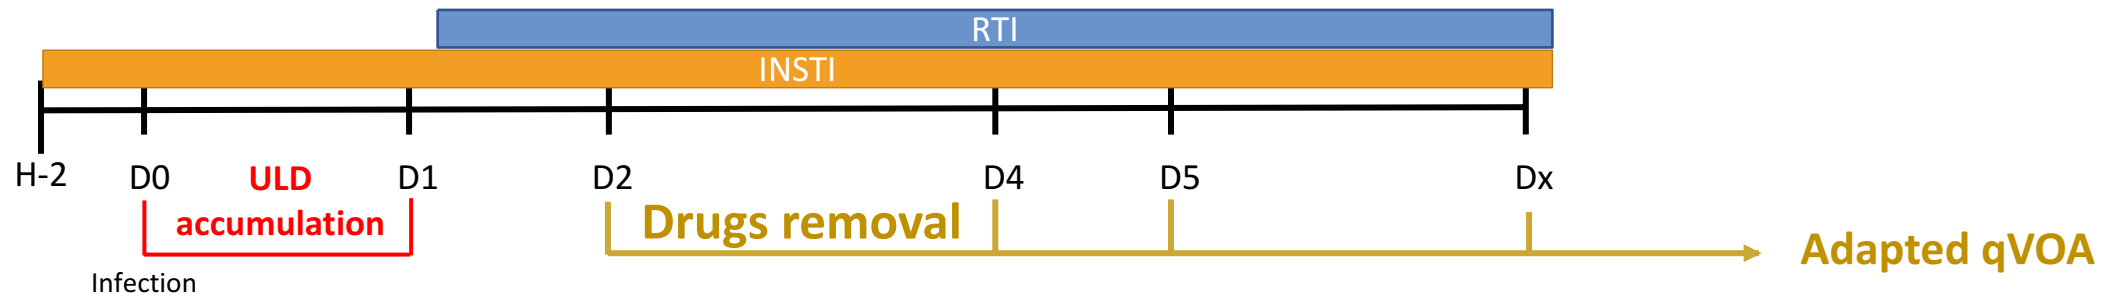 RTI
INSTI
H-2 D0 ULD D1 D2 D4 D5 Dx
accumulation Drugs removal
Adapted qVOA
Infection